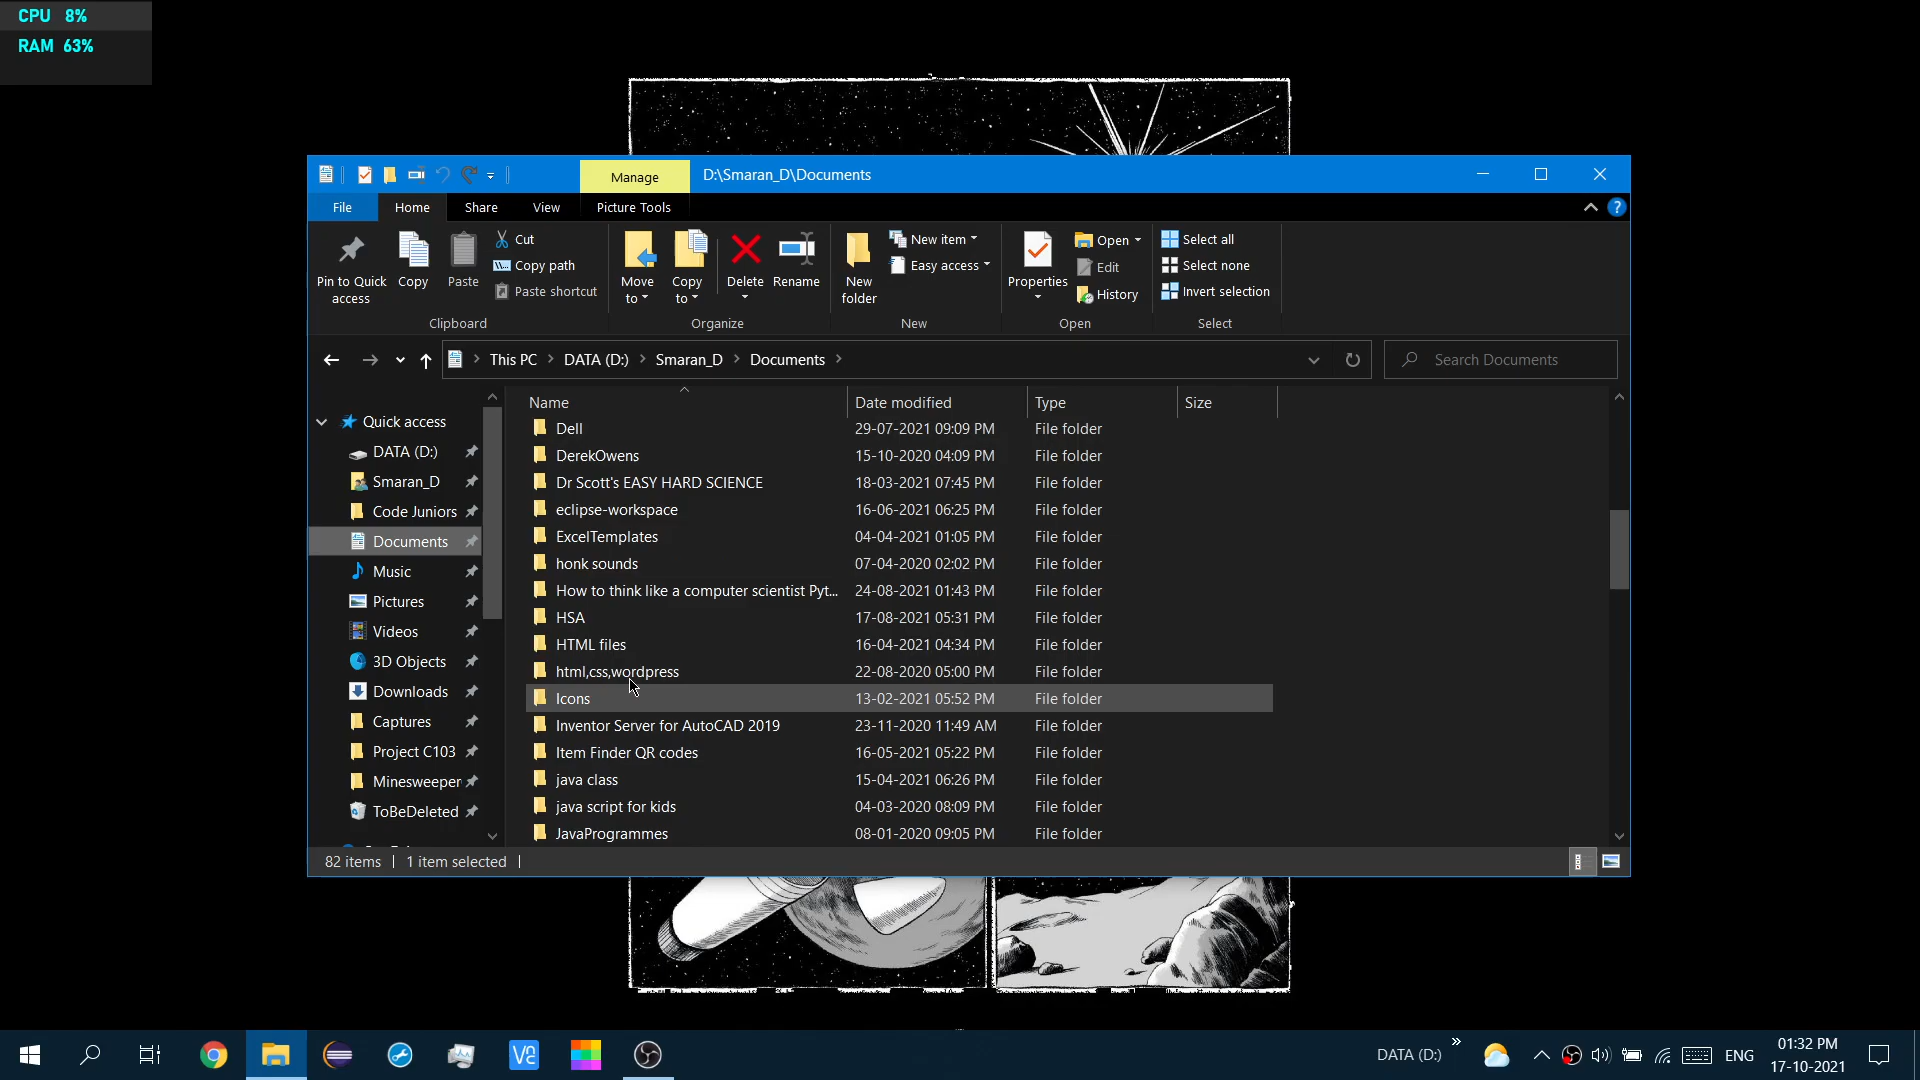 CPU 8%
RAM 63%
Manage
D:\Smaran_D\Documents
File
Home
Share
View
Picture Tools
Pin to Quick access
Copy
Paste
Cut
Copy path
Paste shortcut
Clipboard
Move to
Copy to
Delete
Rename
Organize
New folder
New item
Easy access
New
Properties
Open
Edit
History
Open
Select all
Select none
Invert selection
Select
This PC
DATA (D:)
Smaran_D
Documents
Search Documents
Quick access
DATA (D:)
Smaran_D
Code Juniors
Documents
Music
Pictures
Videos
3D Objects
Downloads
Captures
Project C103
Minesweeper
ToBeDeleted
Name Date modified Type Size
Dell 29-07-2021 09:09 PM File folder
DerekOwens 15-10-2020 04:09 PM File folder
Dr Scott's EASY HARD SCIENCE 18-03-2021 07:45 PM File folder
eclipse-workspace 16-06-2021 06:25 PM File folder
ExcelTemplates 04-04-2021 01:05 PM File folder
honk sounds 07-04-2020 02:02 PM File folder
How to think like a computer scientist Pyt... 24-08-2021 01:43 PM File folder
HSA 17-08-2021 05:31 PM File folder
HTML files 16-04-2021 04:34 PM File folder
html,css,wordpress 22-08-2020 05:00 PM File folder
Icons 13-02-2021 05:52 PM File folder
Inventor Server for AutoCAD 2019 23-11-2020 11:49 AM File folder
Item Finder QR codes 16-05-2021 05:22 PM File folder
java class 15-04-2021 06:26 PM File folder
java script for kids 04-03-2020 08:09 PM File folder
JavaProgrammes 08-01-2020 09:05 PM File folder
82 items
1 item selected
DATA (D:)
ENG
01:32 PM
17-10-2021